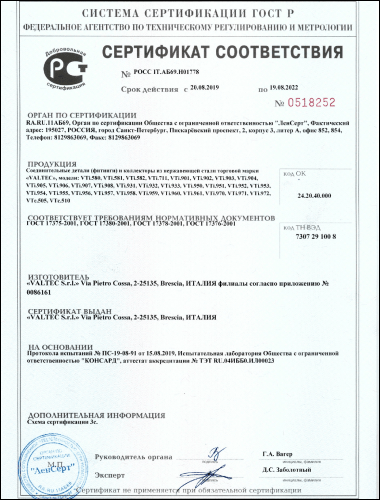 СИСТЕМА СЕРТИФИКАЦИИ ГОСТ Р
ФЕДЕРАЛЬНОЕ АГЕНТСТВО ПО ТЕХНИЧЕСКОМУ РЕГУЛИРОВАНИЮ И МЕТРОЛОГИИ
Добровольная
сертификация
СЕРТИФИКАТ СООТВЕТСТВИЯ
№ РОСС IT.АБ69.Н01778
Срок действия с 20.08.2019 по 19.08.2022
№ 0518252
ОРГАН ПО СЕРТИФИКАЦИИ
RA.RU.11АБ69. Орган по сертификации Общества с ограниченной ответственностью "ЛенСерт", Фактический
адрес: 195027, РОССИЯ, город Санкт-Петербург, Пискарёвский проспект, 2, корпус 3, литер А, офис 852, 854,
Телефон: 8129863069, Факс: 8129863069
ПРОДУКЦИЯ
Соединительные детали (фитинги) и коллекторы из нержавеющей стали торговой марки
«VALTEC», модели: VTi.580, VTi.581, VTi.582, VTi.711, VTi.901, VTi.902, VTi.903, VTi.904,
VTi.905, VTi.906, VTi.907, VTi.908, VTi.931, VTi.932, VTi.933, VTi.950, VTi.951, VTi.952, VTi.953,
VTi.954, VTi.955, VTi.956, VTi.957, VTi.958, VTi.959, VTi.960, VTi.961, VTi.970, VTi.971, VTi.972,
VTc.505, VTc.510
код ОК
24.20.40.000
СООТВЕТСТВУЕТ ТРЕБОВАНИЯМ НОРМАТИВНЫХ ДОКУМЕНТОВ
ГОСТ 17375-2001, ГОСТ 17380-2001, ГОСТ 17378-2001, ГОСТ 17376-2001
код ТН ВЭД
7307 29 100 8
ИЗГОТОВИТЕЛЬ
«VALTEC S.r.l.» Via Pietro Cossa, 2-25135, Brescia, ИТАЛИЯ филиалы согласно приложению №
0086161
СЕРТИФИКАТ ВЫДАН
«VALTEC S.r.l.» Via Pietro Cossa, 2-25135, Brescia, ИТАЛИЯ
НА ОСНОВАНИИ
Протокола испытаний № ПС-19-08-91 от 15.08.2019, Испытательная лаборатория Общества с ограниченной
ответственностью "КОНСАРД", аттестат аккредитации №: ТЭТ RU.04ИББ0.ИЛ00023
ДОПОЛНИТЕЛЬНАЯ ИНФОРМАЦИЯ
Схема сертификации 3с.
"ЛенСерт"
М.П.
Руководитель органа
Г.А. Вагер
Эксперт
Д.С. Заболотный
Сертификат не применяется при обязательной сертификации